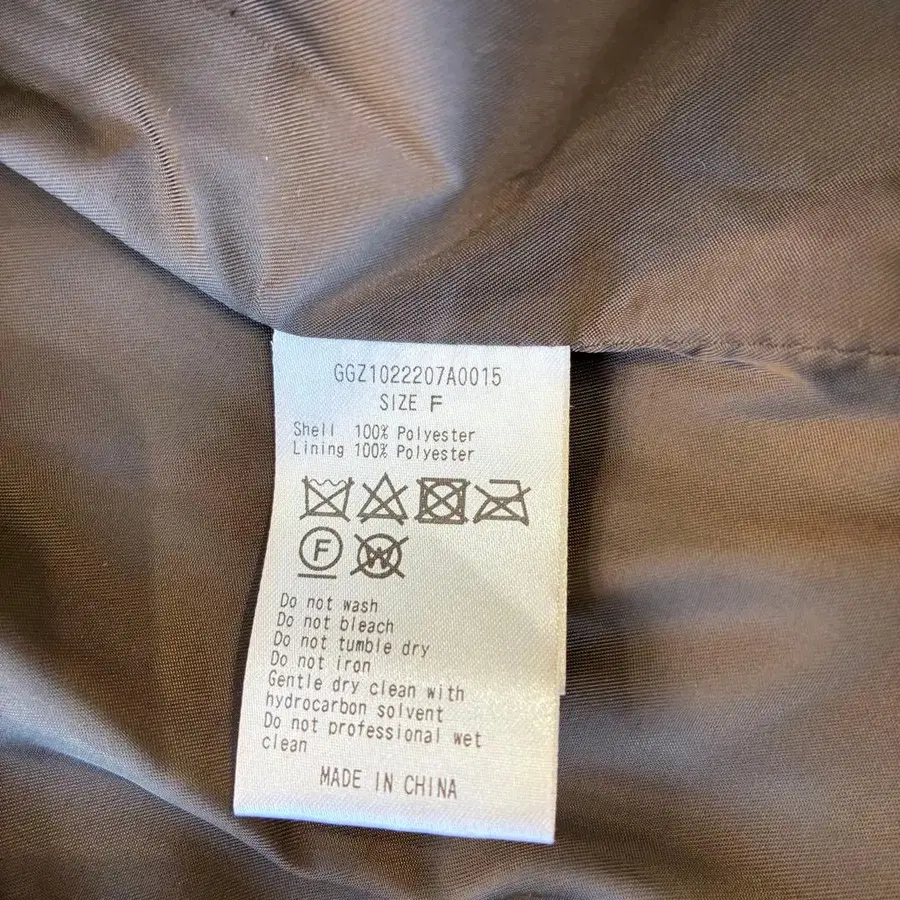 GGZ1022207A0015
SIZE F
Shell 100% Polyester
Lining 100% Polyester
F W
Do not wash
Do not bleach
Do not tumble dry
Do not iron
Gentle dry clean with
hydrocarbon solvent
Do not professional wet
clean
MADE IN CHINA